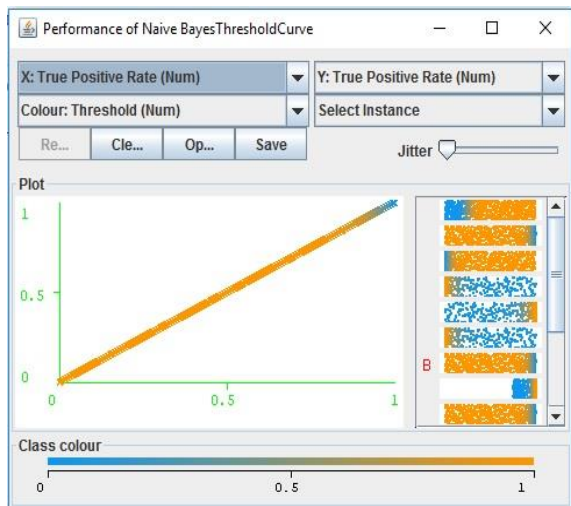 Performance of Naive BayesThresholdCurve
X: True Positive Rate (Num)
Y: True Positive Rate (Num)
Colour: Threshold (Num)
Select Instance
Re...
Cle...
Op...
Save
Jitter
Plot
1
0.5
0
0
0.5
1
B
Class colour
0
0.5
1